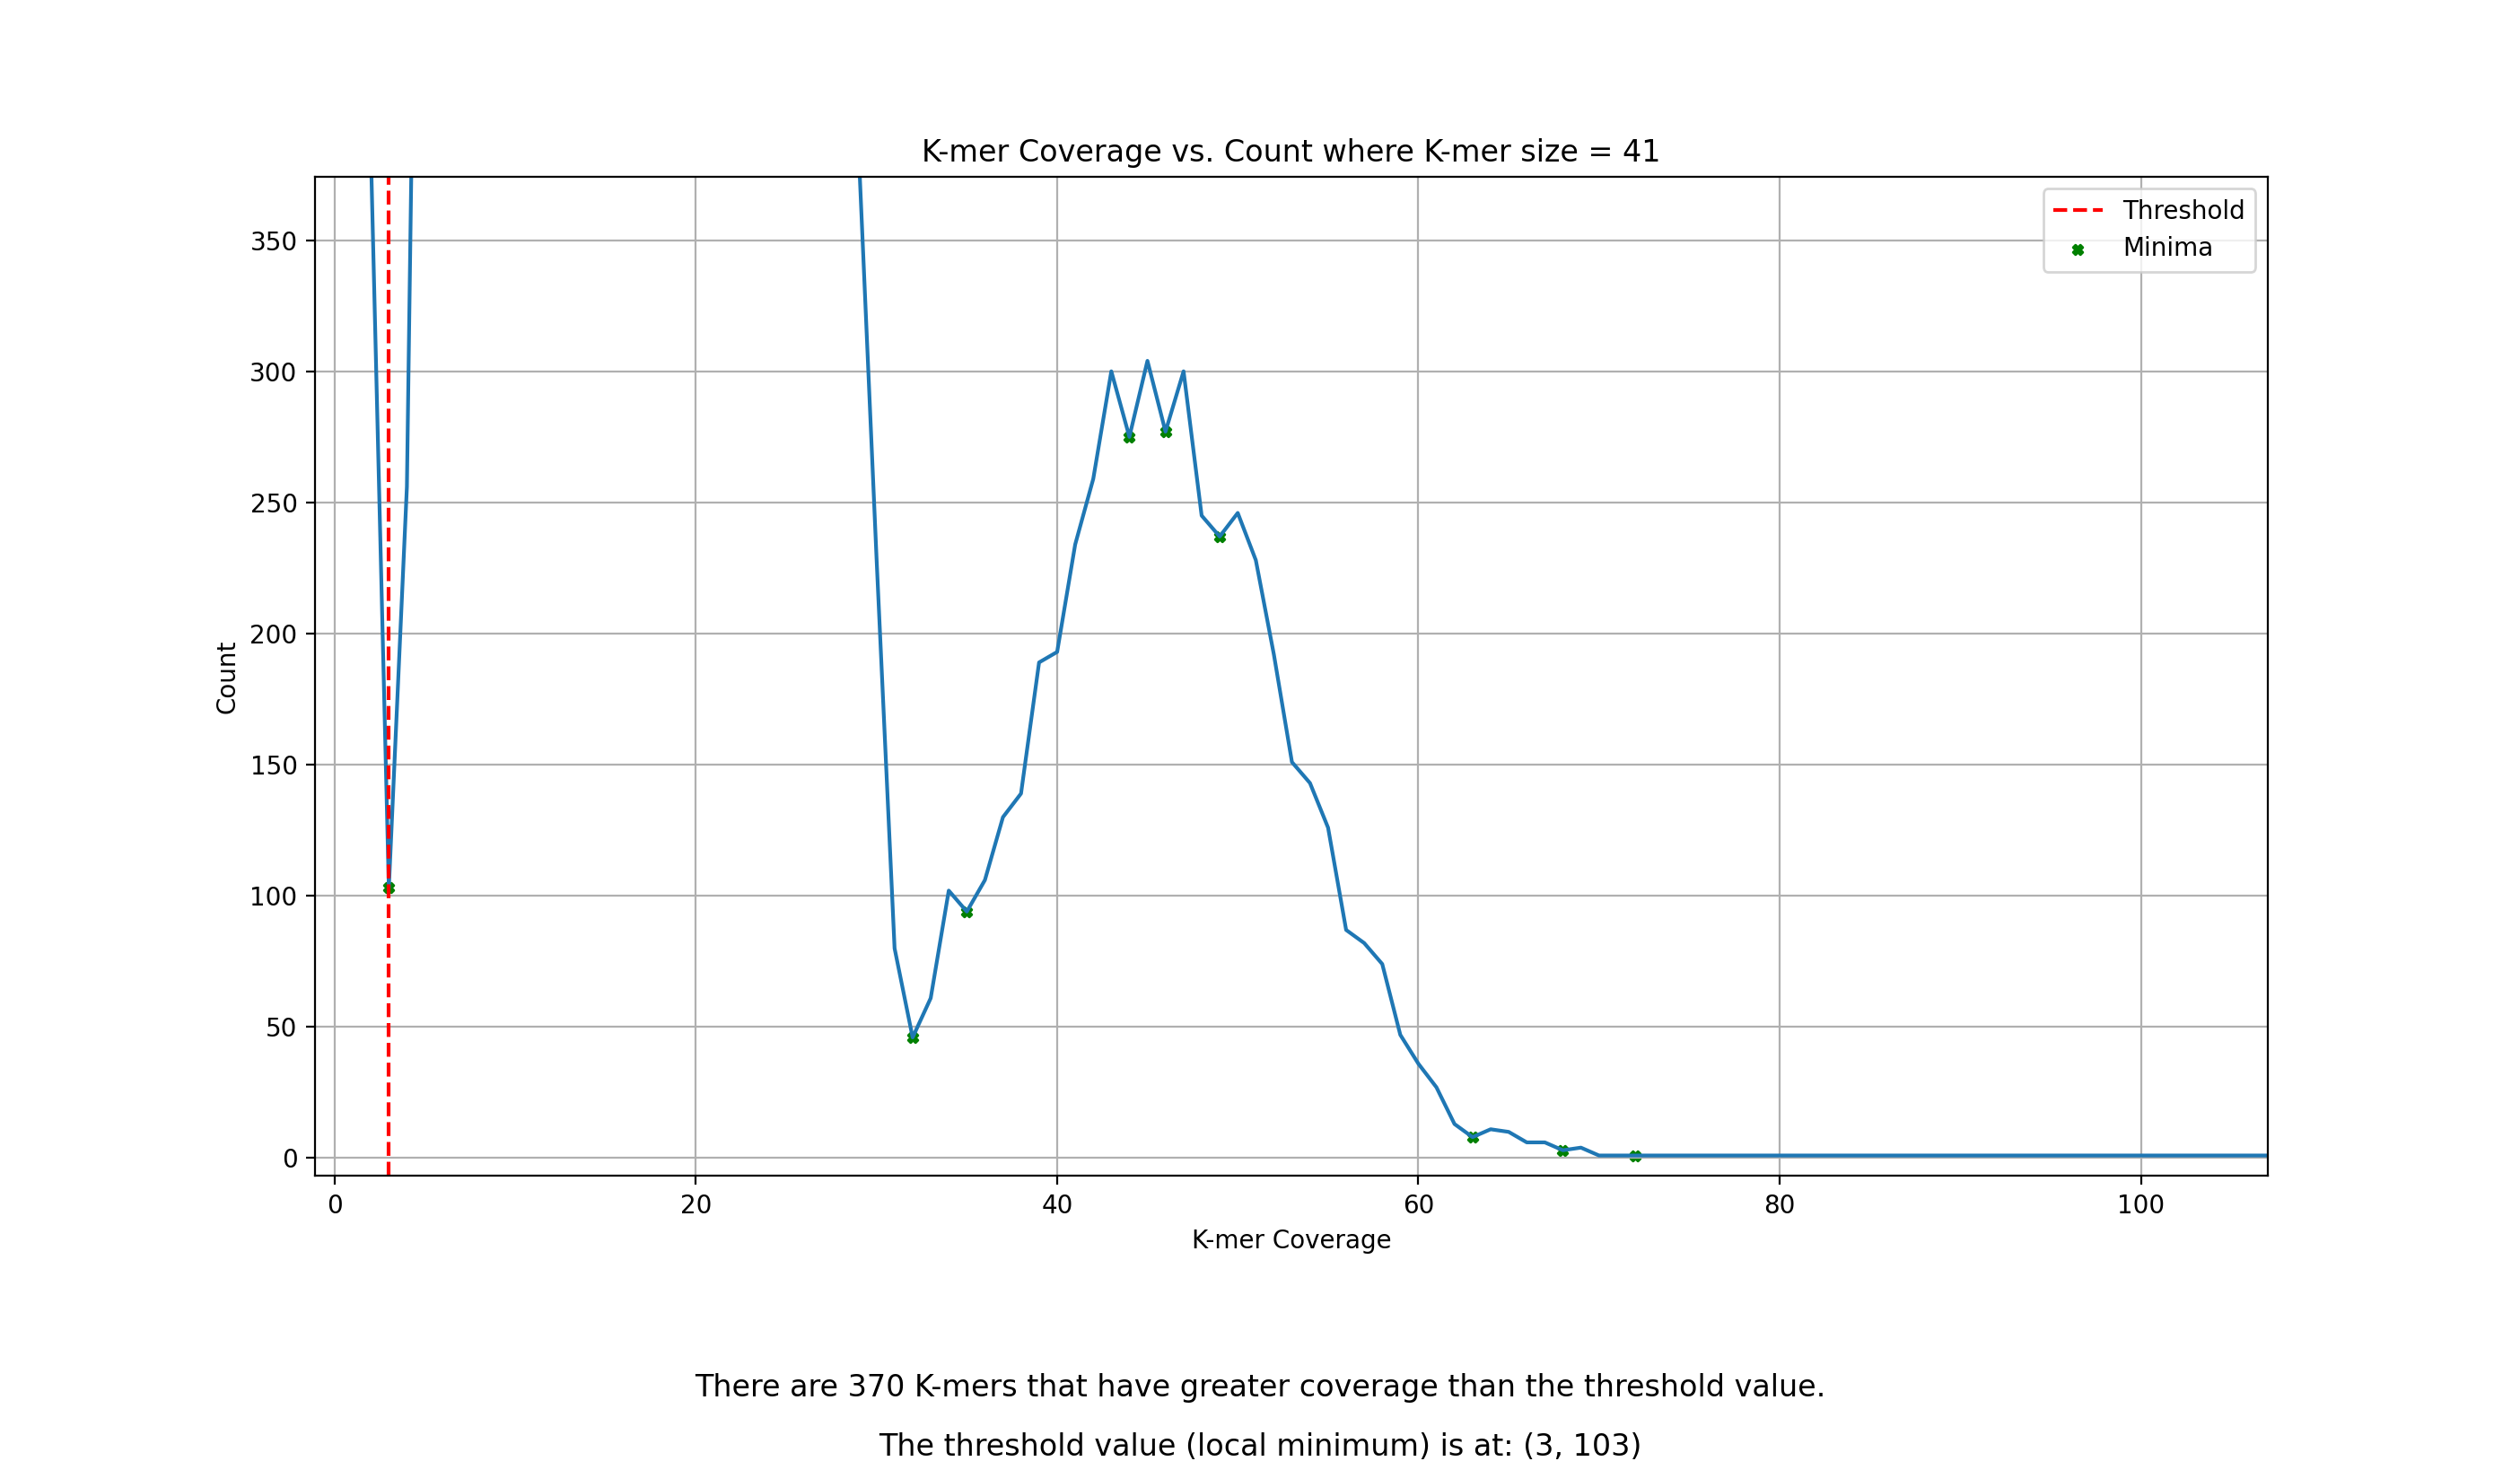 K-mer Coverage vs. Count where K-mer size = 41
Threshold
Minima
350
300
250
200
150
100
50
0
Count
0 20 40 60 80 100
K-mer Coverage
There are 370 K-mers that have greater coverage than the threshold value.
The threshold value (local minimum) is at: (3, 103)